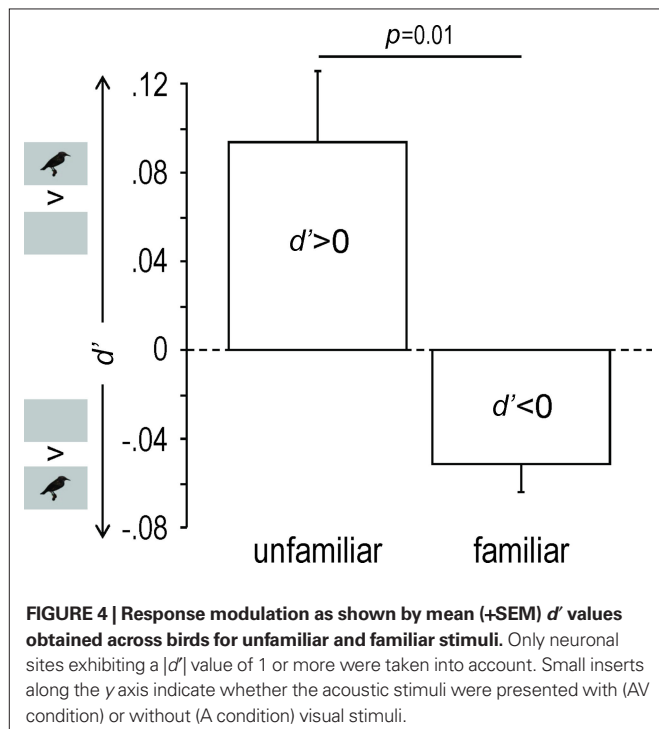 p=0.01
.12
.08
.04
0
-.04
-.08
d'
>
>
d'>0
d'<0
unfamiliar
familiar
FIGURE 4 | Response modulation as shown by mean (+SEM) d′ values
obtained across birds for unfamiliar and familiar stimuli. Only neuronal
sites exhibiting a |d′| value of 1 or more were taken into account. Small inserts
along the y axis indicate whether the acoustic stimuli were presented with (AV
condition) or without (A condition) visual stimuli.